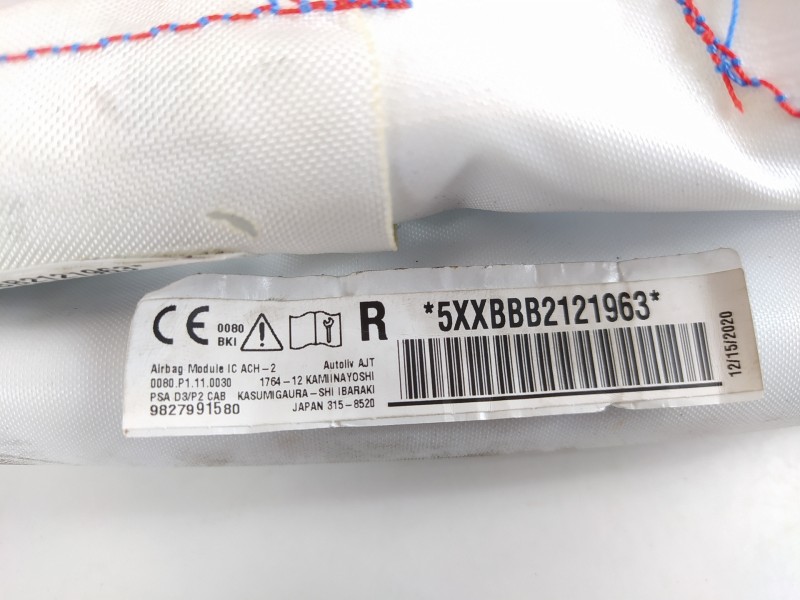 BB2121963*
CE 0080 BKI R *5XXBBB2121963*
Airbag Module IC ACH-2 Autoliv AJT
0080.P1.11.0030 1764-12 KAMIINAYOSHI
PSA D3/P2 CAB KASUMIGAURA-SHI IBARAKI
9827991580 JAPAN 315-8520
12/15/2020